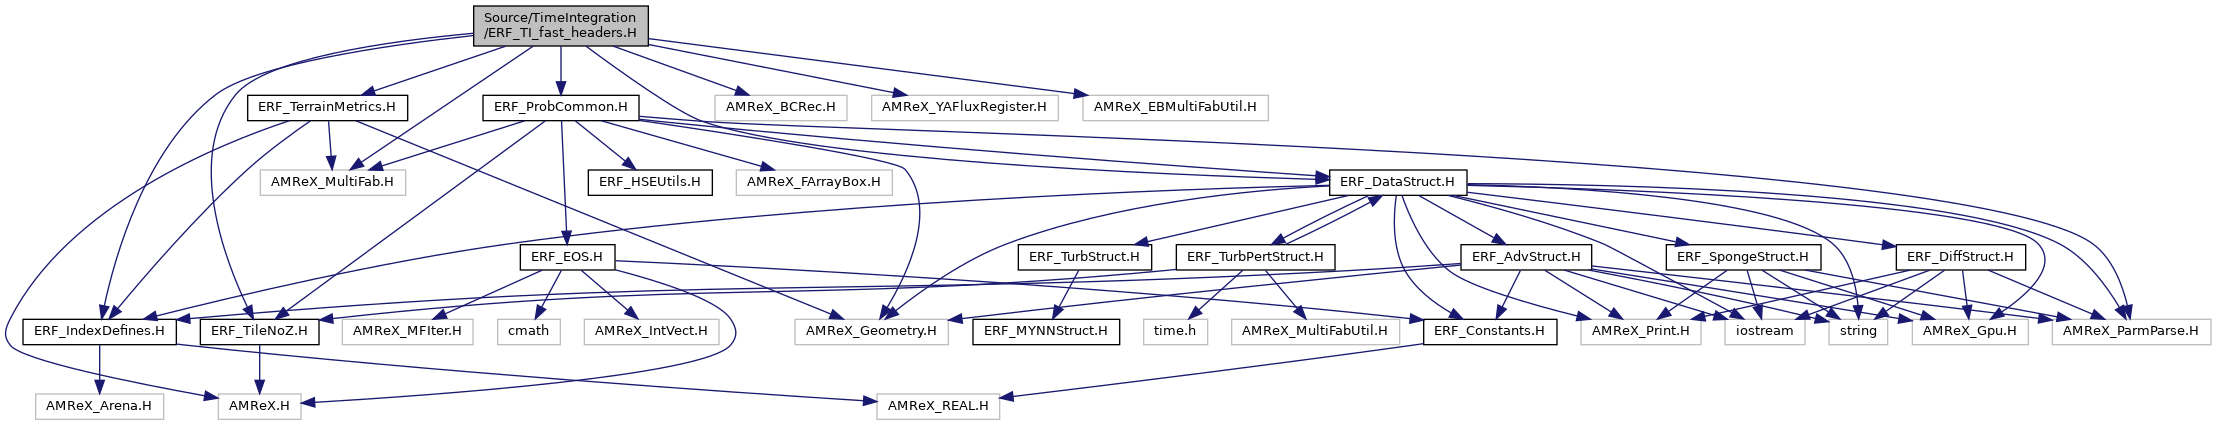 Source/TimeIntegration
/ERF_TI_fast_headers.H
ERF_TerrainMetrics.H
ERF_ProbCommon.H
AMReX_BCRec.H
AMReX_YAFluxRegister.H
AMReX_EBMultiFabUtil.H
AMReX_MultiFab.H
ERF_HSEUtils.H
AMReX_FArrayBox.H
ERF_DataStruct.H
ERF_EOS.H
ERF_TurbStruct.H
ERF_TurbPertStruct.H
ERF_AdvStruct.H
ERF_SpongeStruct.H
ERF_DiffStruct.H
ERF_IndexDefines.H
ERF_TileNoZ.H
AMReX_MFIter.H
cmath
AMReX_IntVect.H
AMReX_Geometry.H
ERF_MYNNStruct.H
time.h
AMReX_MultiFabUtil.H
ERF_Constants.H
AMReX_Print.H
iostream
string
AMReX_Gpu.H
AMReX_ParmParse.H
AMReX_Arena.H
AMReX.H
AMReX_REAL.H